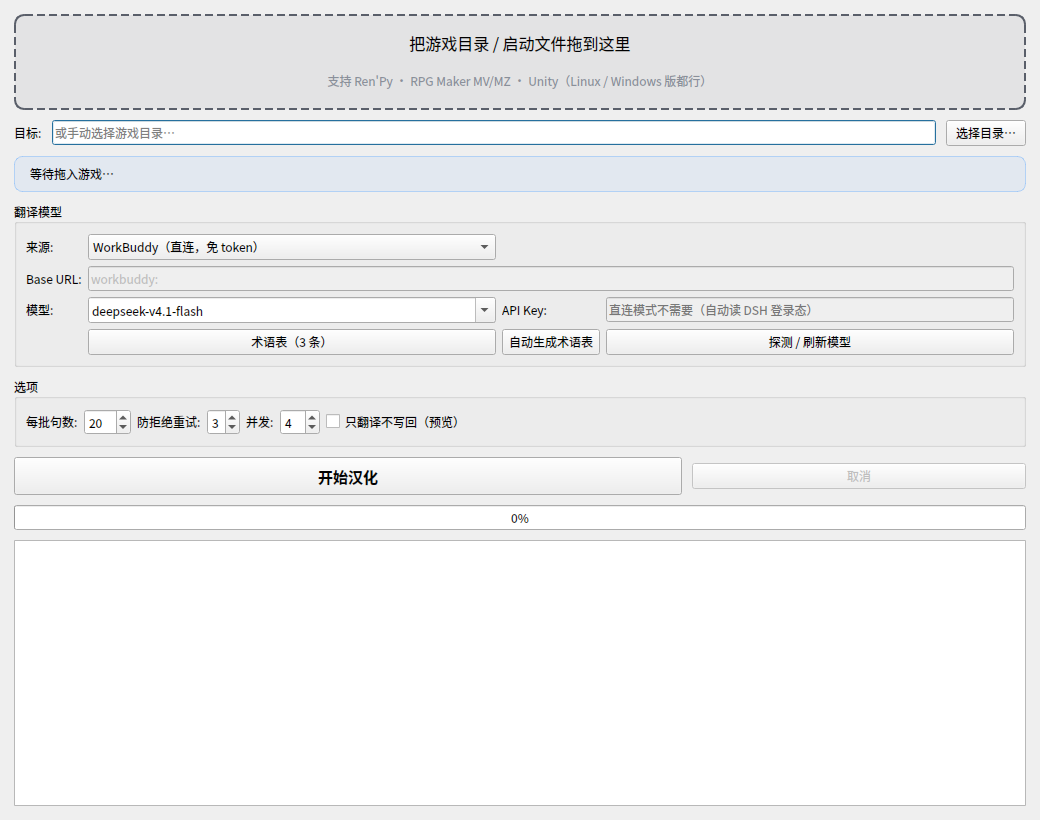 把游戏目录 / 启动文件拖到这里
支持 Ren'Py · RPG Maker MV/MZ · Unity（Linux / Windows 版都行）
目标: 或手动选择游戏目录… 选择目录…
等待拖入游戏…
翻译模型
来源: WorkBuddy（直连，免 token）
Base URL: workbuddy:
模型: deepseek-v4.1-flash API Key: 直连模式不需要（自动读 DSH 登录态）
术语表（3 条） 自动生成术语表 探测 / 刷新模型
选项
每批句数: 20 防拒绝重试: 3 并发: 4 只翻译不写回（预览）
开始汉化 取消
0%